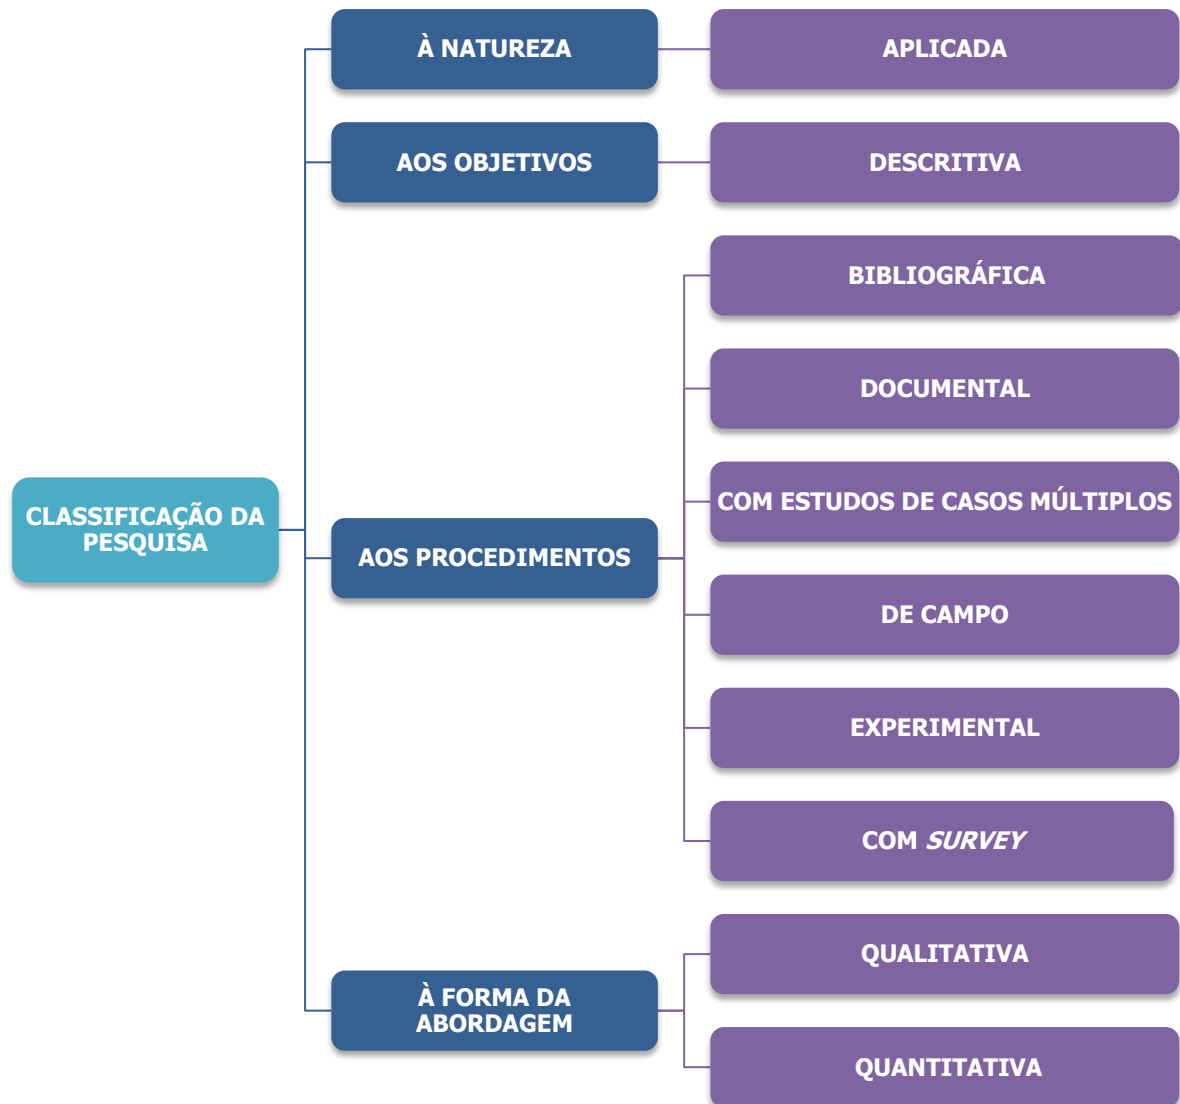 À NATUREZA
APLICADA
AOS OBJETIVOS
DESCRITIVA
BIBLIOGRÁFICA
DOCUMENTAL
COM ESTUDOS DE CASOS MÚLTIPLOS
CLASSIFICAÇÃO DA
PESQUISA
AOS PROCEDIMENTOS
DE CAMPO
EXPERIMENTAL
COM SURVEY
QUALITATIVA
À FORMA DA
ABORDAGEM
QUANTITATIVA